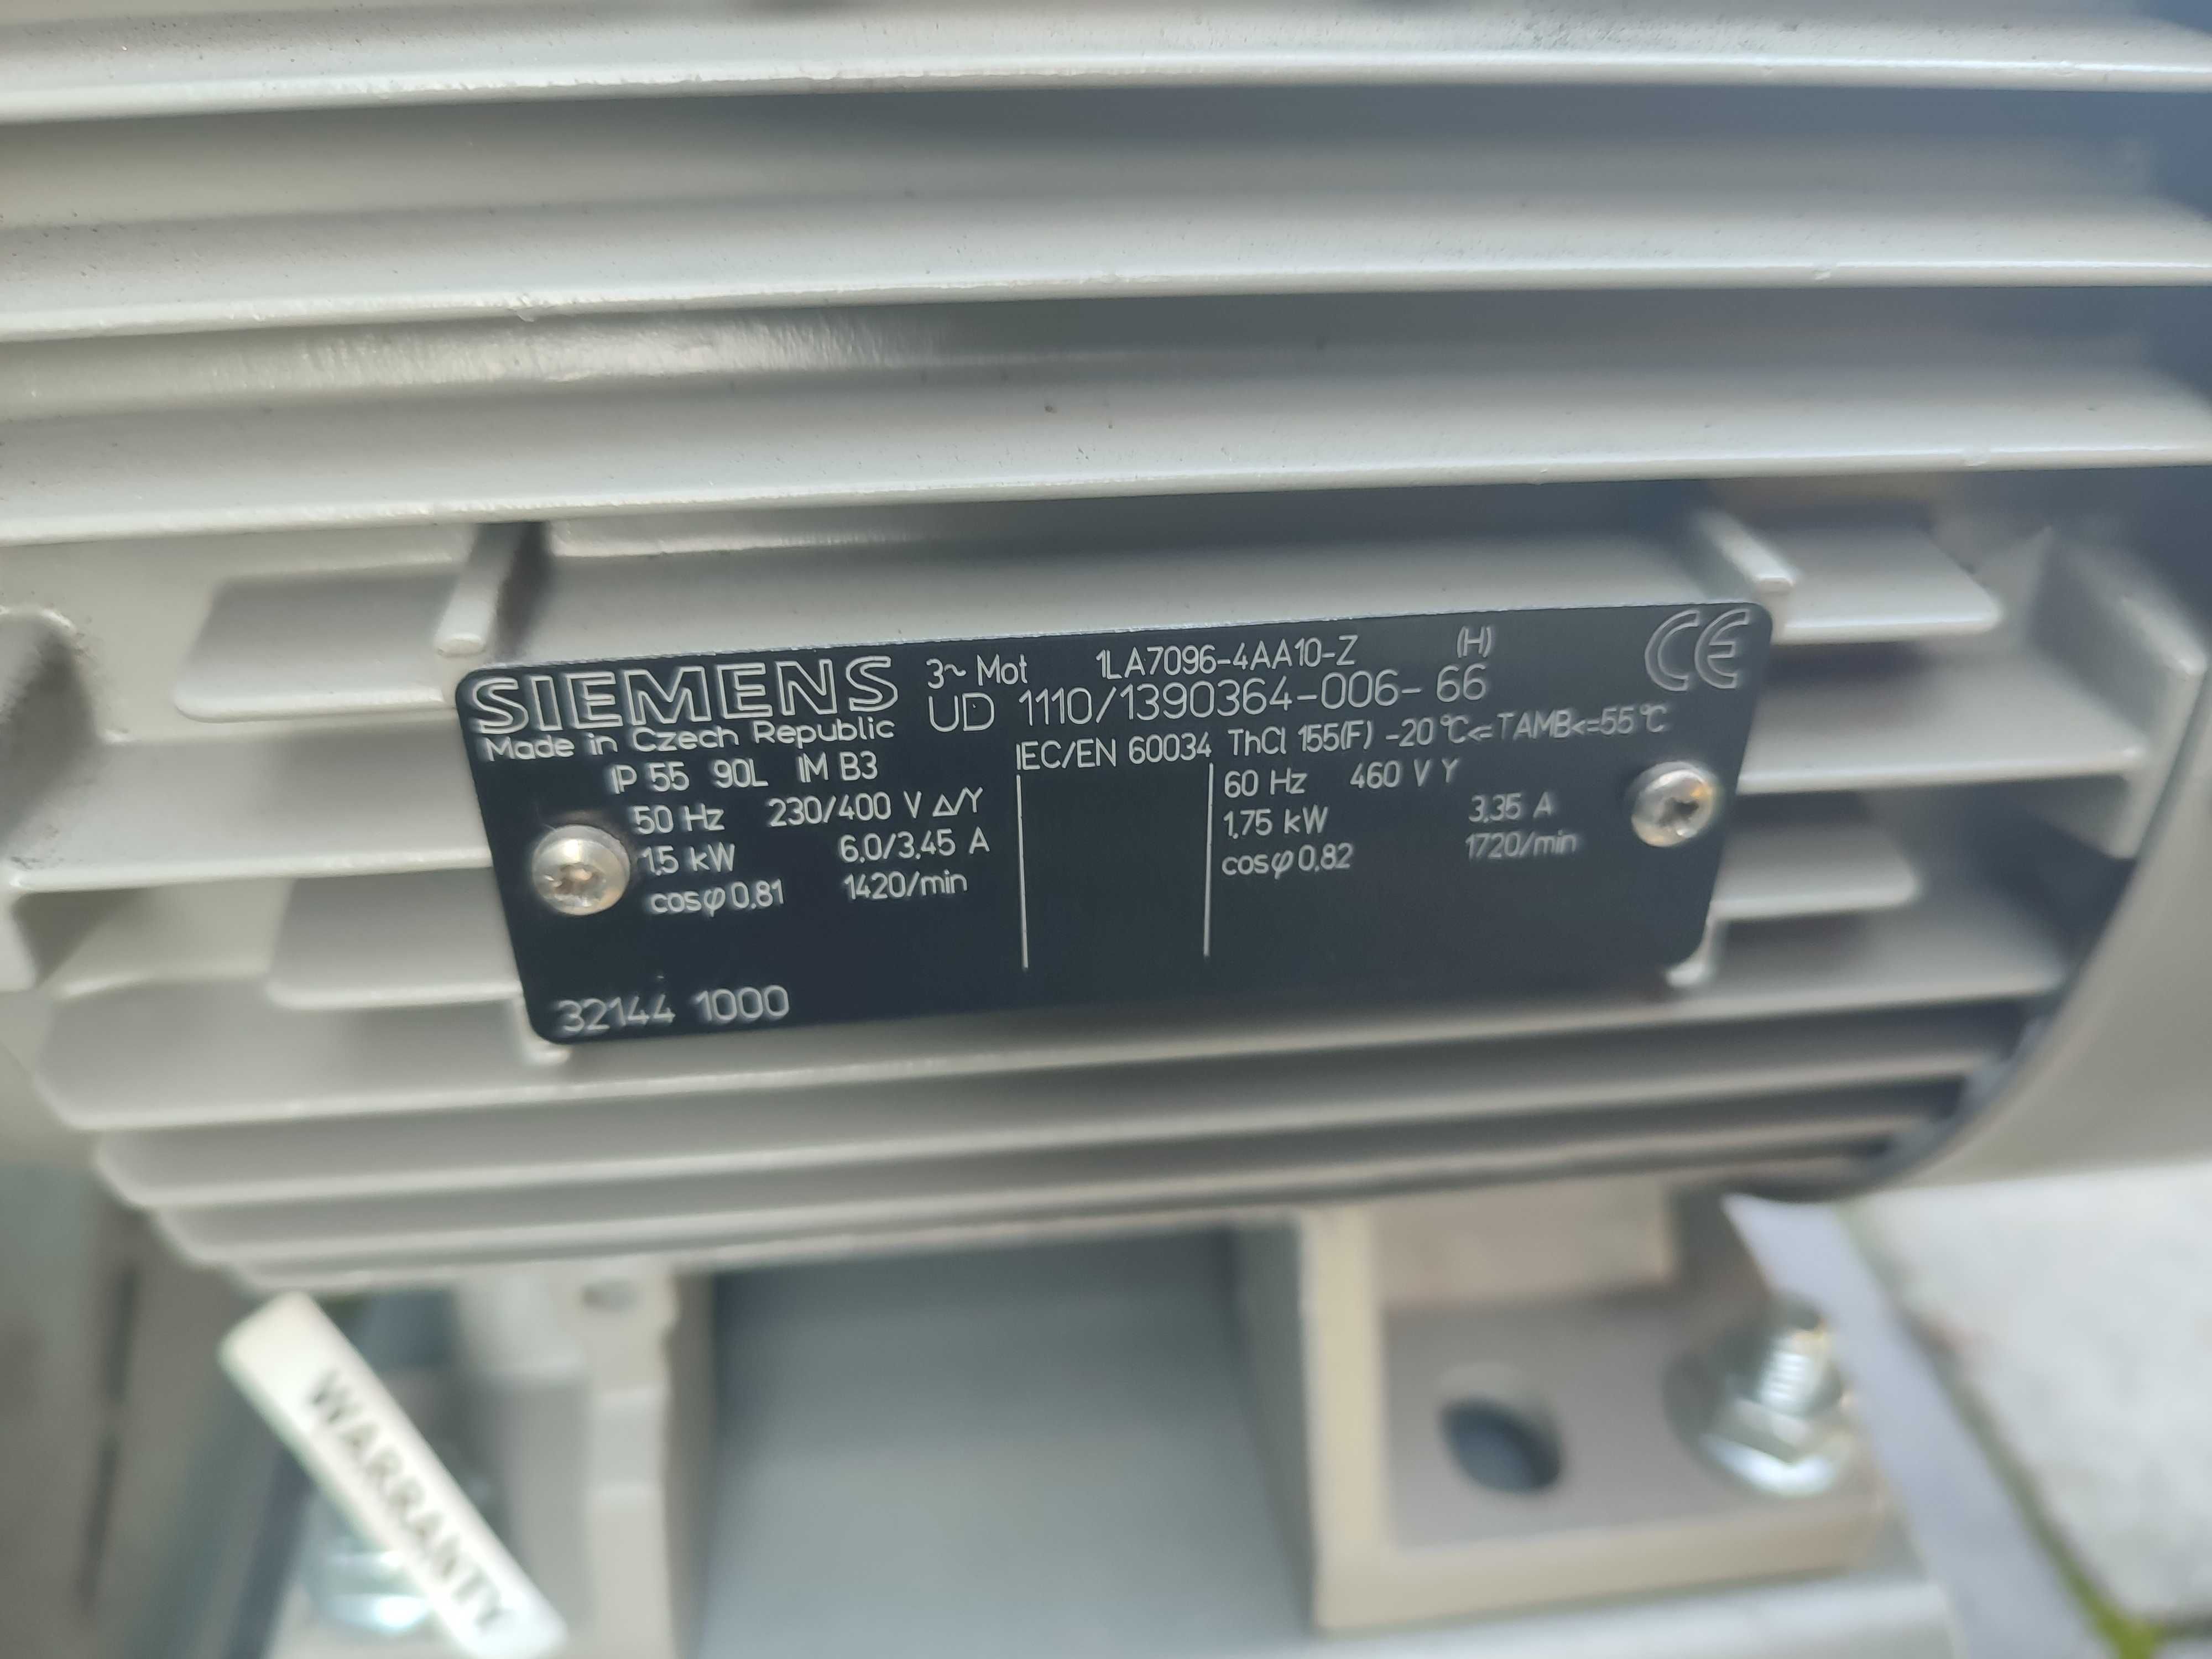 SIEMENS 3~ Mot 1LA7096-4AA10-Z (H) CE
UD 1110/1390364-006-66
Made in Czech Republic
IEC/EN 60034 ThCl 155(F) -20°C<=TAMB<=55°C
IP 55 90L IM B3
50 Hz 230/400 V Δ/Y
1,5 kW 6.0/3.45 A
cosφ 0,81 1420/min
60 Hz 460 V Y
1,75 kW 3,35 A
cosφ 0,82 1720/min
32144 1000
WARRANTY